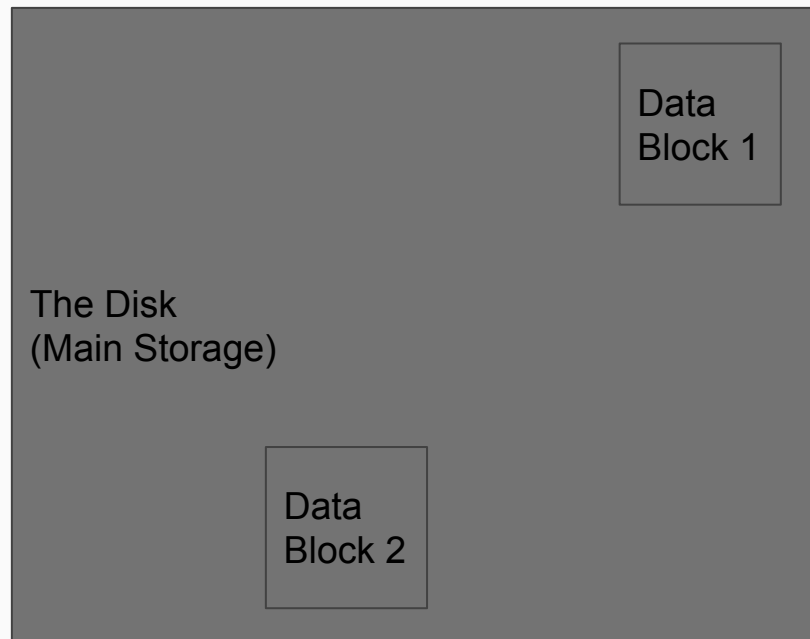 Data
Block 1
The Disk
(Main Storage)
Data
Block 2